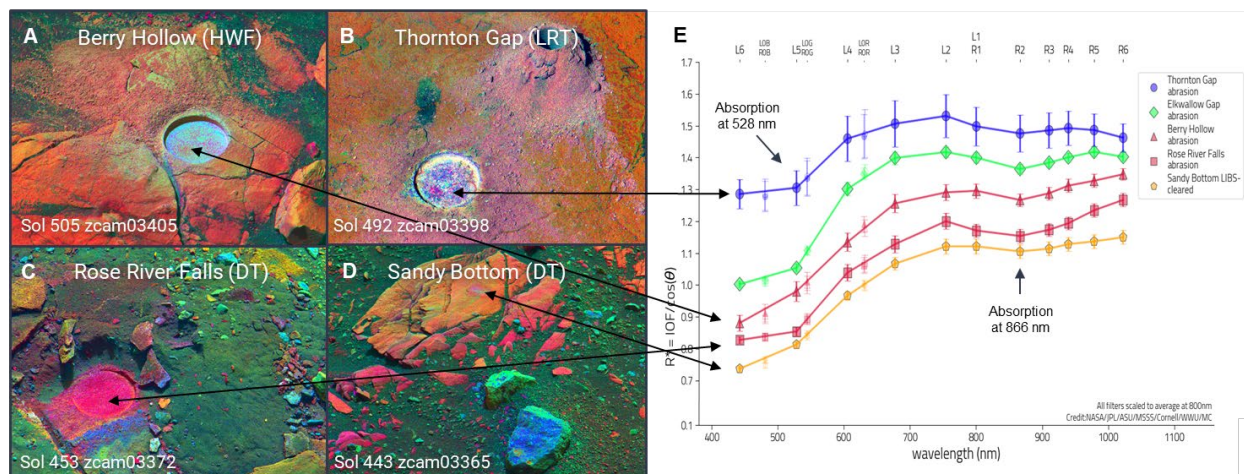 A Berry Hollow (HWF)
Sol 505 zcam03405
B Thornton Gap (LRT)
Sol 492 zcam03398
C Rose River Falls (DT)
Sol 453 zcam03372
D Sandy Bottom (DT)
Sol 443 zcam03365
E
L1
L6 L0B L5 L0G L4 L0R L3 L2 R1 R2 R3 R4 R5 R6
R0B R0G R0R
1.7
1.6
1.5
1.4
1.3
1.2
1.1
1.0
0.9
0.8
0.7
0.1
R* = IOF/cos(θ)
Absorption
at 528 nm
Absorption
at 866 nm
Thornton Gap
abrasion
Elkwallow Gap
abrasion
Berry Hollow
abrasion
Rose River Falls
abrasion
Sandy Bottom LIBS-
cleared
All filters scaled to average at 800nm
Credit:NASA/JPL/ASU/MSSS/Cornell/WWU/MC
400 500 600 700 800 900 1000 1100
wavelength (nm)